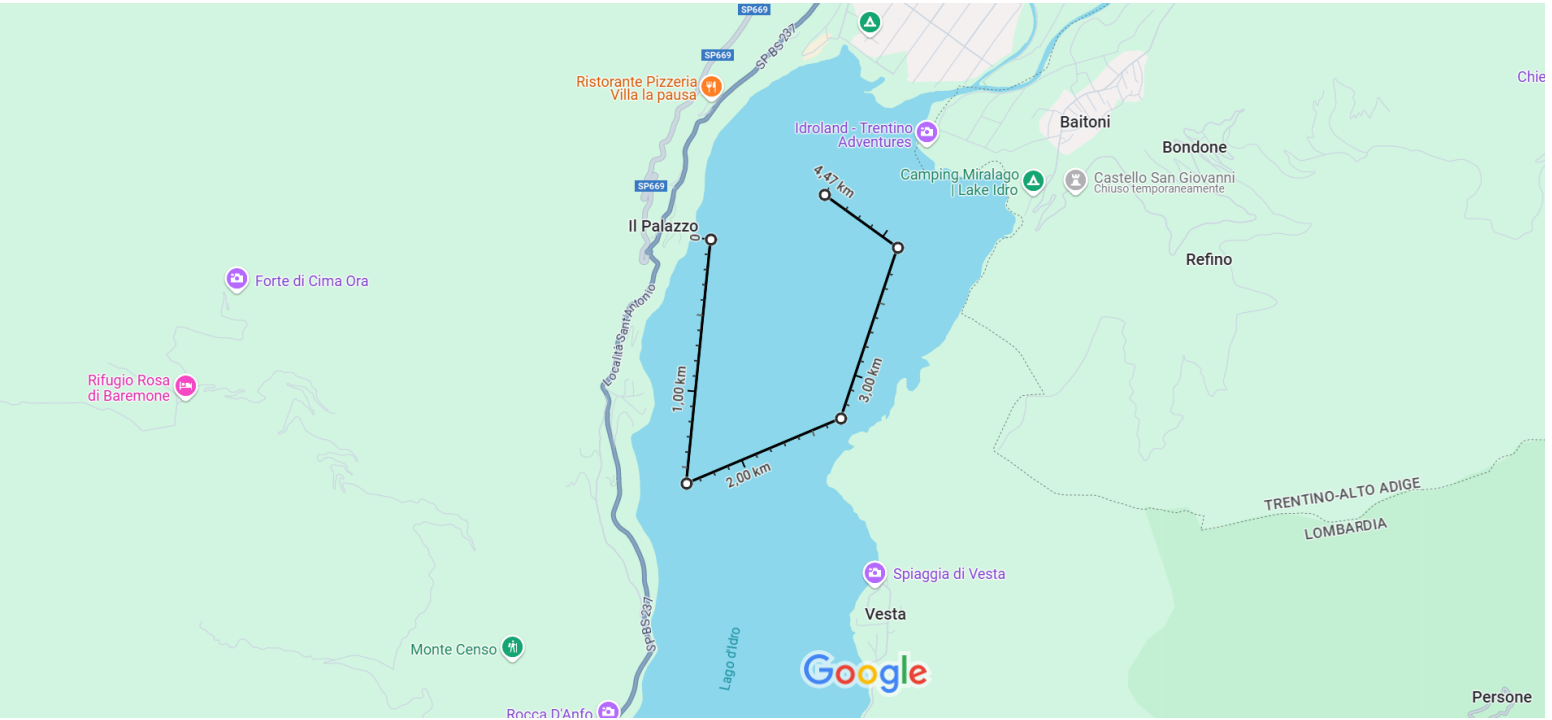 SP669
SP669
SP BS 237
Ristorante Pizzeria
Villa la pausa
Chie
Idroland - Trentino
Adventures
Baitoni
Bondone
Camping Miralago
| Lake Idro
Castello San Giovanni
Chiuso temporaneamente
SP669
4,47 km
Il Palazzo
0
Refino
Forte di Cima Ora
Località Sant'Antonio
Rifugio Rosa
di Baremone
1,00 km
3,00 km
2,00 km
TRENTINO-ALTO ADIGE
LOMBARDIA
Spiaggia di Vesta
Vesta
SP BS 237
Monte Censo
Lago d'Idro
Google
Persone
Rocca D'Anfo